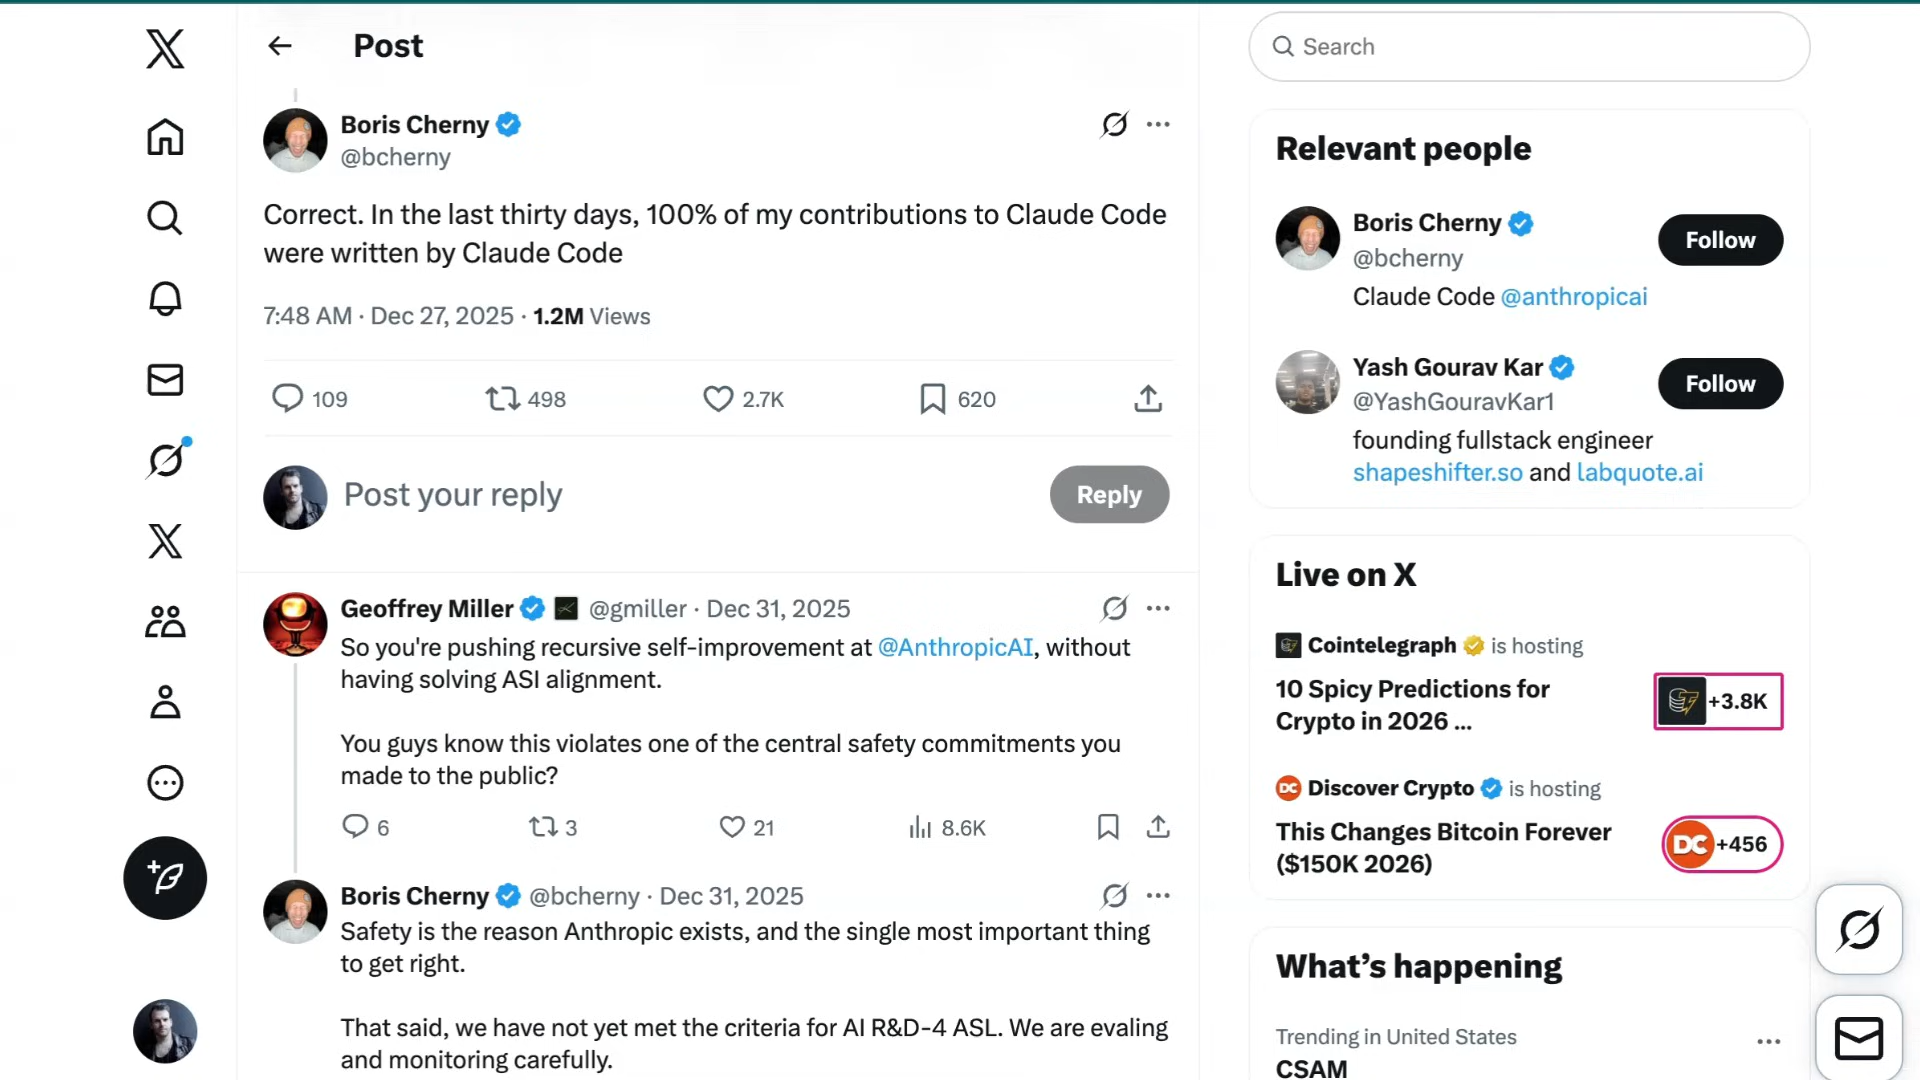 Post
Boris Cherny
@bcherny
Correct. In the last thirty days, 100% of my contributions to Claude Code
were written by Claude Code
7:48 AM · Dec 27, 2025 · 1.2M Views
109 498 2.7K 620
Post your reply
Reply
Geoffrey Miller @gmiller · Dec 31, 2025
So you're pushing recursive self-improvement at @AnthropicAI, without
having solving ASI alignment.
You guys know this violates one of the central safety commitments you
made to the public?
6 3 21 8.6K
Boris Cherny @bcherny · Dec 31, 2025
Safety is the reason Anthropic exists, and the single most important thing
to get right.
That said, we have not yet met the criteria for AI R&D-4 ASL. We are evaling
and monitoring carefully.
Search
Relevant people
Boris Cherny
@bcherny
Follow
Claude Code @anthropicai
Yash Gourav Kar
@YashGouravKar1
Follow
founding fullstack engineer
shapeshifter.so and labquote.ai
Live on X
Cointelegraph is hosting
10 Spicy Predictions for
Crypto in 2026 ...
+3.8K
DC Discover Crypto is hosting
This Changes Bitcoin Forever
($150K 2026)
DC +456
What's happening
Trending in United States
CSAM